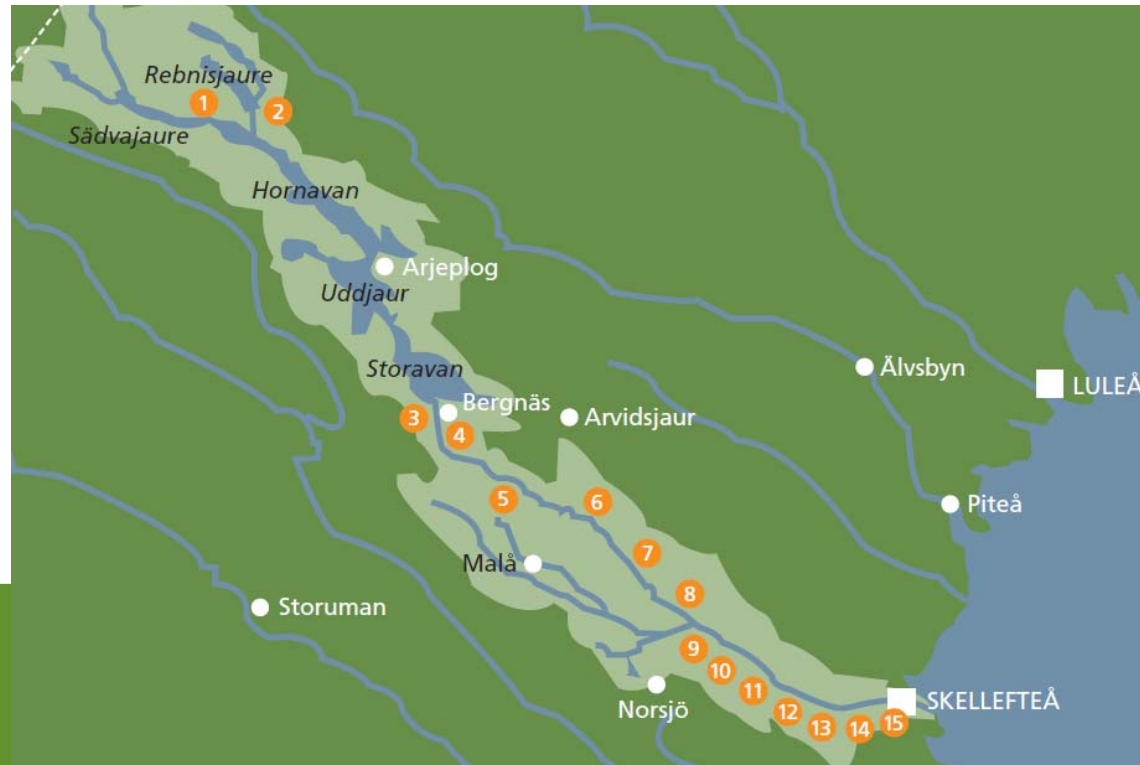 Rebnisjaure
1
2
Sädvajaure
Hornavan
Arjeplog
Uddjaur
Storavan
Bergnäs
3
4
Arvidsjaur
Älvsbyn
LULEÅ
5
6
Piteå
7
Malå
8
Storuman
9
10
11
12
13
14
15
Norsjö
SKELLEFTEÅ